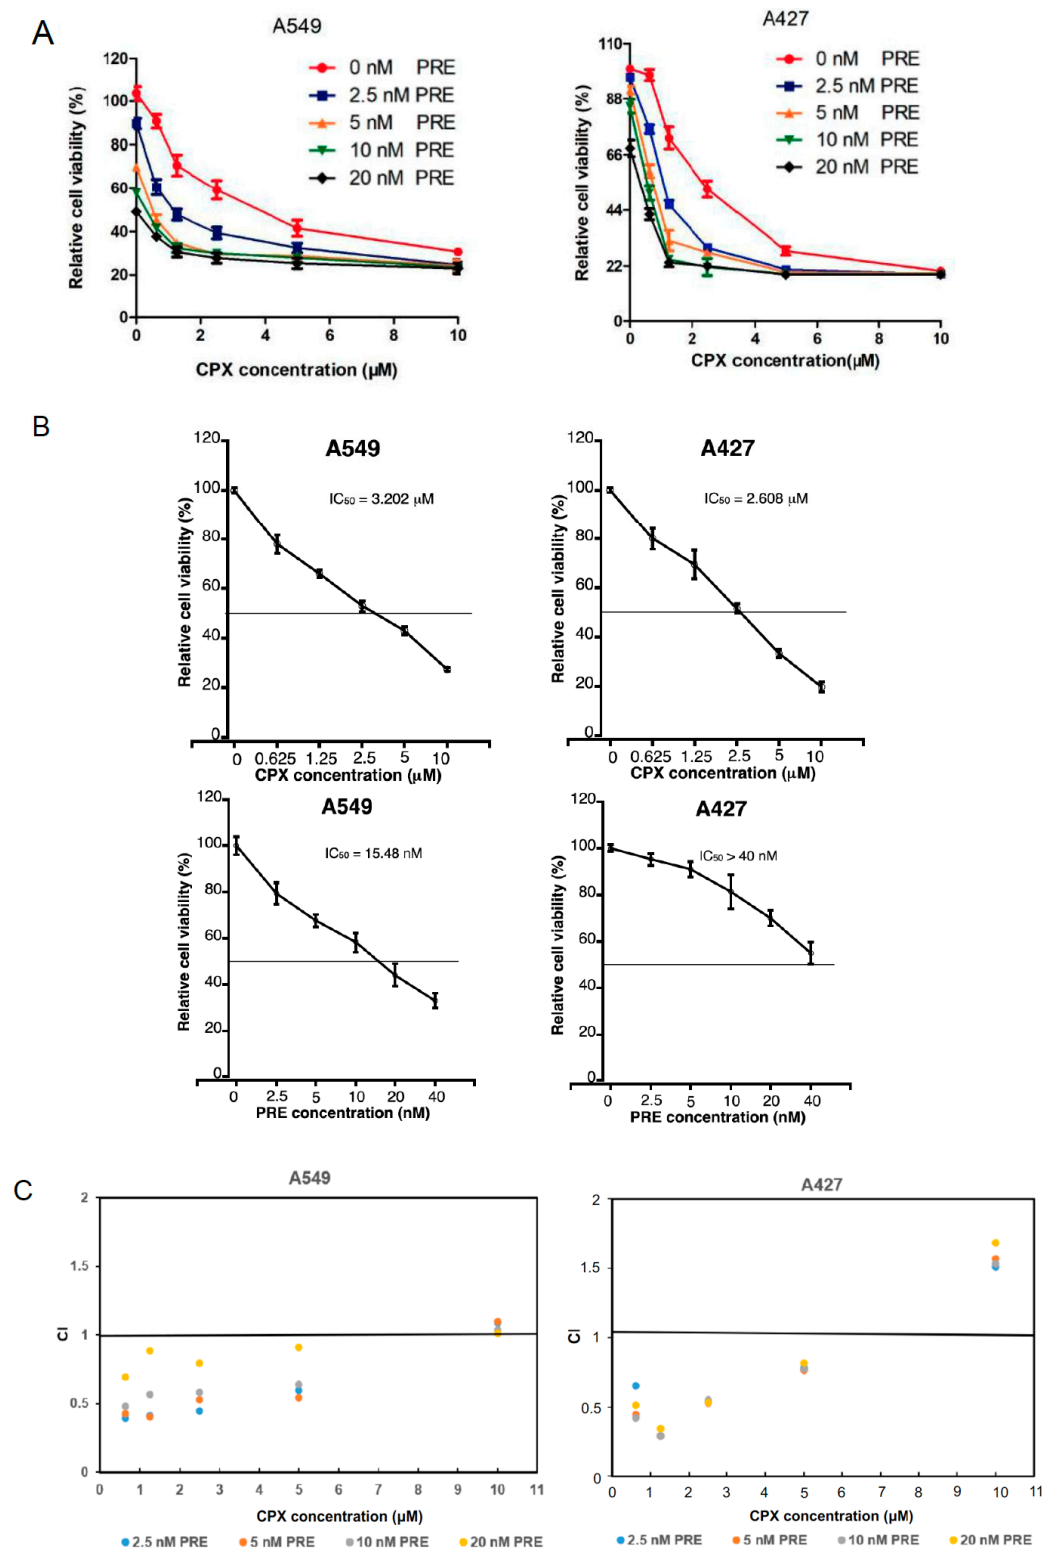 A
A549
Relative cell viability (%)
120
100
80
60
40
20
0
0 nM PRE
2.5 nM PRE
5 nM PRE
10 nM PRE
20 nM PRE
0 2 4 6 8 10
CPX concentration (µM)
A427
Relative cell viability (%)
110
88
66
44
22
0
0 nM PRE
2.5 nM PRE
5 nM PRE
10 nM PRE
20 nM PRE
0 2 4 6 8 10
CPX concentration(µM)
B
A549
Relative cell viability (%)
120
100
80
60
40
20
0
IC50 = 3.202 µM
0 0.625 1.25 2.5 5 10
CPX concentration (µM)
A427
Relative cell viability (%)
120
100
80
60
40
20
0
IC50 = 2.608 µM
0 0.625 1.25 2.5 5 10
CPX concentration (µM)
A549
Relative cell viability (%)
120
100
80
60
40
20
0
IC50 = 15.48 nM
0 2.5 5 10 20 40
PRE concentration (nM)
A427
Relative cell viability (%)
120
100
80
60
40
20
0
IC50 > 40 nM
0 2.5 5 10 20 40
PRE concentration (nM)
C
A549
CI
2
1.5
1
0.5
0
0 1 2 3 4 5 6 7 8 9 10 11
CPX concentration (µM)
2.5 nM PRE 5 nM PRE 10 nM PRE 20 nM PRE
A427
CI
2
1.5
1
0.5
0
0 1 2 3 4 5 6 7 8 9 10 11
CPX concentration (µM)
2.5 nM PRE 5 nM PRE 10 nM PRE 20 nM PRE